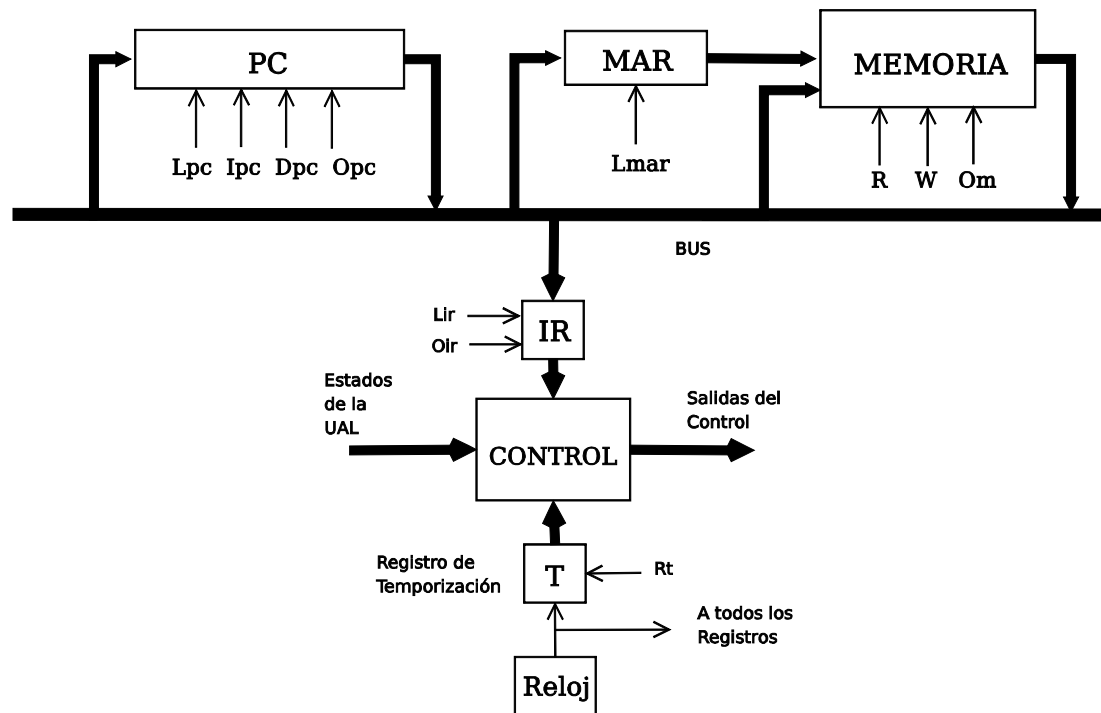 PC
MAR
MEMORIA
Lpc
Ipc
Dpc
Opc
Lmar
R
W
Om
BUS
Lir
IR
Oir
Estados
de la
UAL
Salidas del
Control
CONTROL
Registro de
Temporización
T
Rt
A todos los
Registros
Reloj